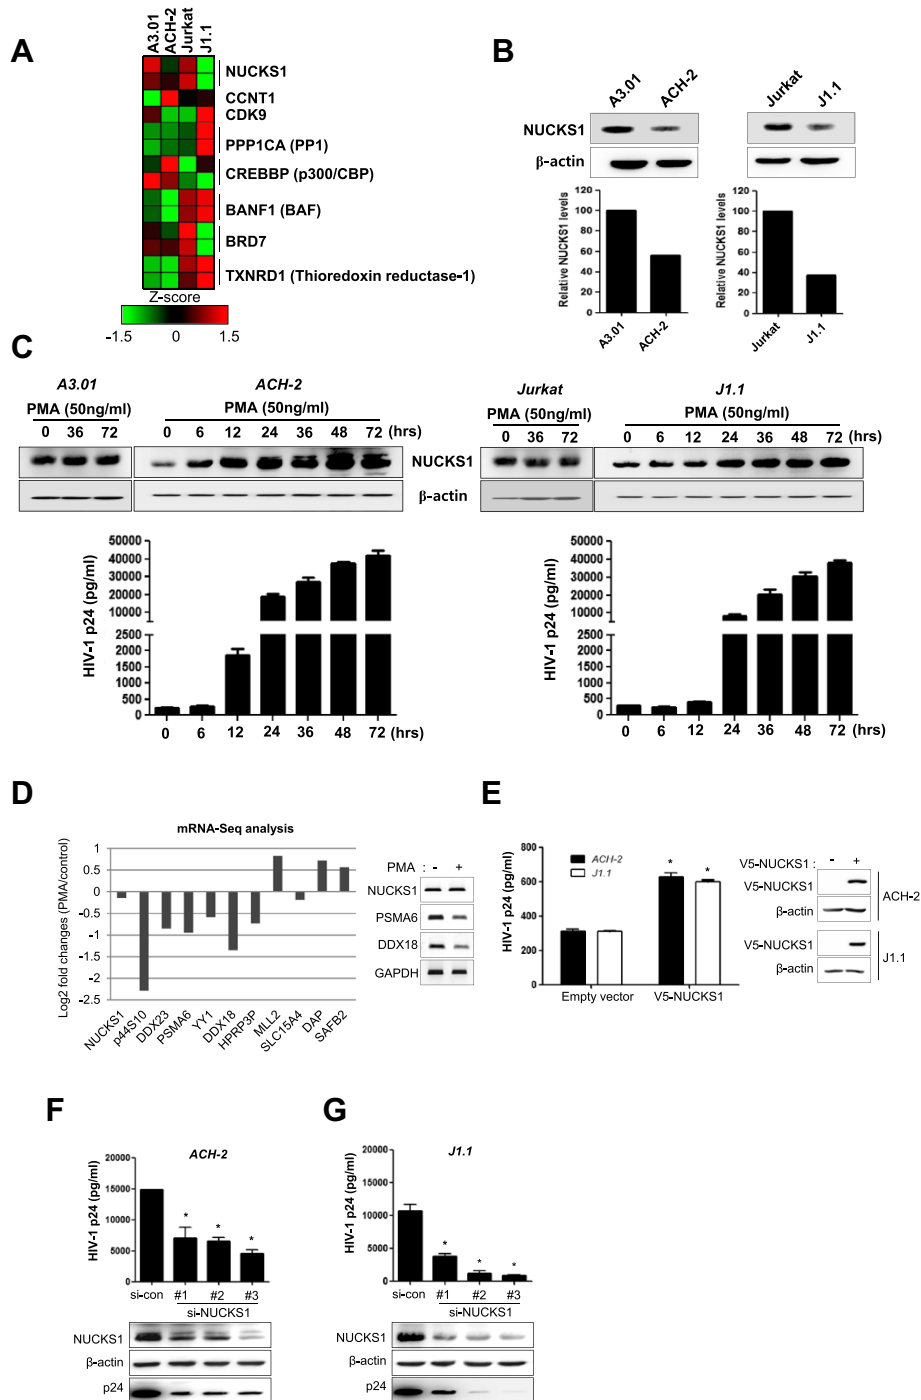 A
A3.01 ACH-2 Jurkat J1.1
NUCKS1
CCNT1
CDK9
PPP1CA (PP1)
CREBBP (p300/CBP)
BANF1 (BAF)
BRD7
TXNRD1 (Thioredoxin reductase-1)
Z-score
-1.5 0 1.5
B
A3.01 ACH-2 Jurkat J1.1
NUCKS1
β-actin
Relative NUCKS1 levels
120
100
80
60
40
20
0
A3.01 ACH-2
Relative NUCKS1 levels
120
100
80
60
40
20
0
Jurkat J1.1
C
A3.01 ACH-2 Jurkat J1.1
PMA (50ng/ml) PMA (50ng/ml) PMA (50ng/ml) PMA (50ng/ml)
0 36 72 0 6 12 24 36 48 72 (hrs) 0 36 72 0 6 12 24 36 48 72 (hrs)
NUCKS1
β-actin
HIV-1 p24 (pg/ml)
50000
40000
30000
20000
10000
2500
2000
1500
1000
500
0
0 6 12 24 36 48 72 (hrs)
HIV-1 p24 (pg/ml)
50000
40000
30000
20000
10000
2500
2000
1500
1000
500
0
0 6 12 24 36 48 72 (hrs)
D
mRNA-Seq analysis
Log2 fold changes (PMA/control)
1
0.5
0
-0.5
-1
-1.5
-2
-2.5
NUCKS1 p44S10 DDX23 PSMA6 YY1 DDX18 HPRP3P MLL2 SLC15A4 DAP SAFB2
PMA : - +
NUCKS1
PSMA6
DDX18
GAPDH
E
HIV-1 p24 (pg/ml)
800
600
400
200
0
ACH-2
J1.1
* *
Empty vector V5-NUCKS1
V5-NUCKS1 : - +
V5-NUCKS1
β-actin
ACH-2
V5-NUCKS1
β-actin
J1.1
F
ACH-2
HIV-1 p24 (pg/ml)
20000
15000
10000
5000
0
* * *
si-con #1 #2 #3
si-NUCKS1
NUCKS1
β-actin
p24
G
J1.1
HIV-1 p24 (pg/ml)
20000
15000
10000
5000
0
* * *
si-con #1 #2 #3
si-NUCKS1
NUCKS1
β-actin
p24